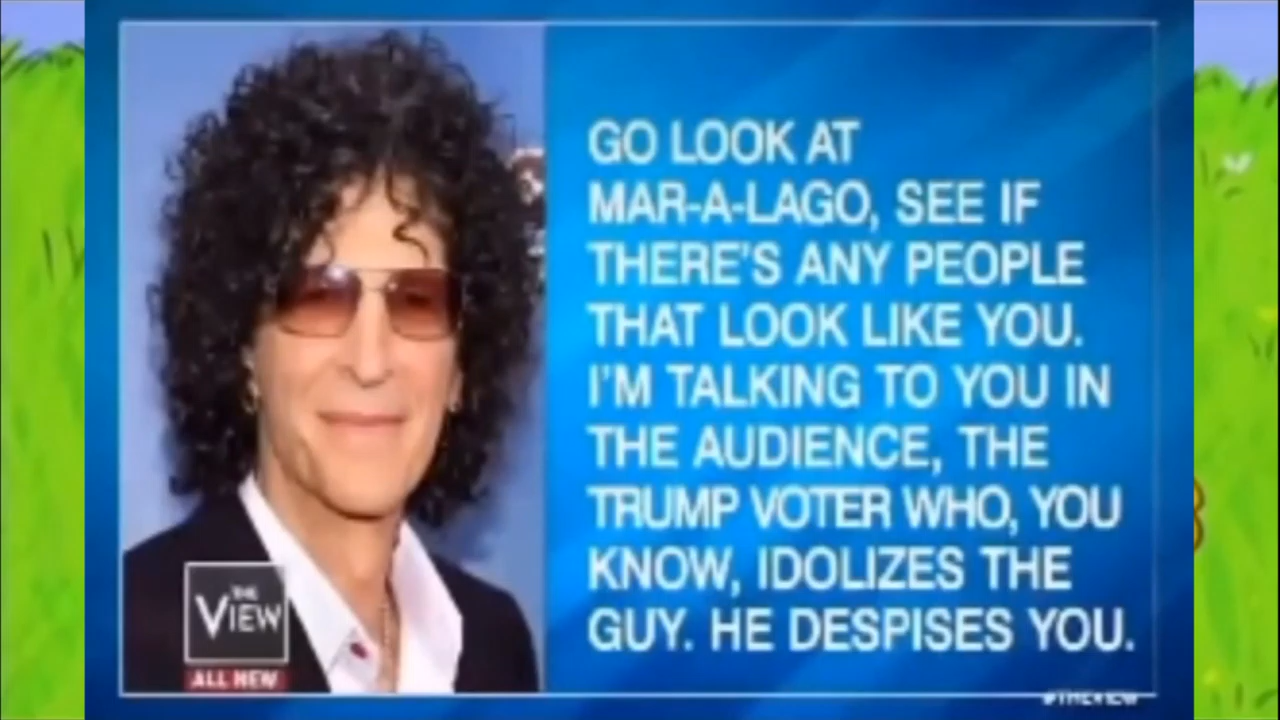 GO LOOK AT
MAR-A-LAGO, SEE IF
THERE'S ANY PEOPLE
THAT LOOK LIKE YOU.
I'M TALKING TO YOU IN
THE AUDIENCE, THE
TRUMP VOTER WHO, YOU
KNOW, IDOLIZES THE
GUY. HE DESPISES YOU.
THE
VIEW
ALL NEW
#THEVIEW